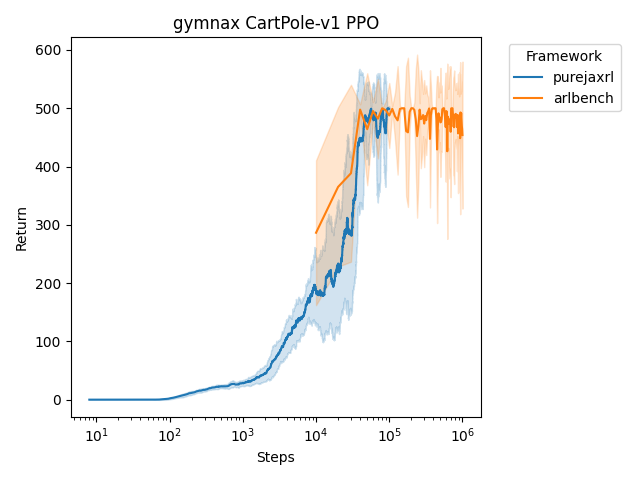 gymnax CartPole-v1 PPO
Framework
purejaxrl
arlbench
Return
600
500
400
300
200
100
0
10¹ 10² 10³ 10⁴ 10⁵ 10⁶
Steps